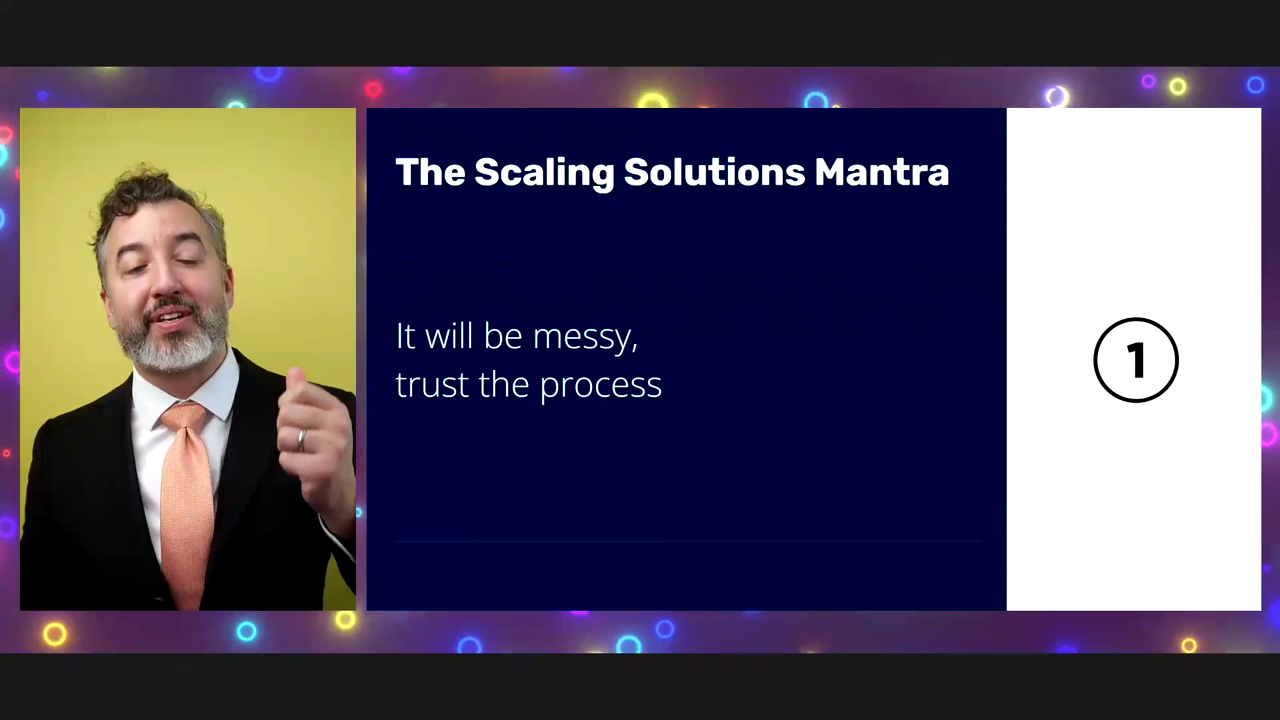 The Scaling Solutions Mantra
It will be messy,
trust the process
1